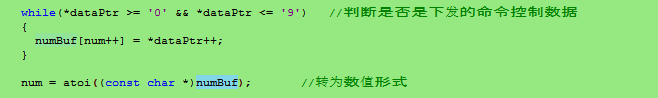 while(*dataPtr >= '0' && *dataPtr <= '9')   //判断是否是下发的命令控制数据
{
  numBuf[num++] = *dataPtr++;
}
num = atoi((const char *)numBuf);       //转为数值形式